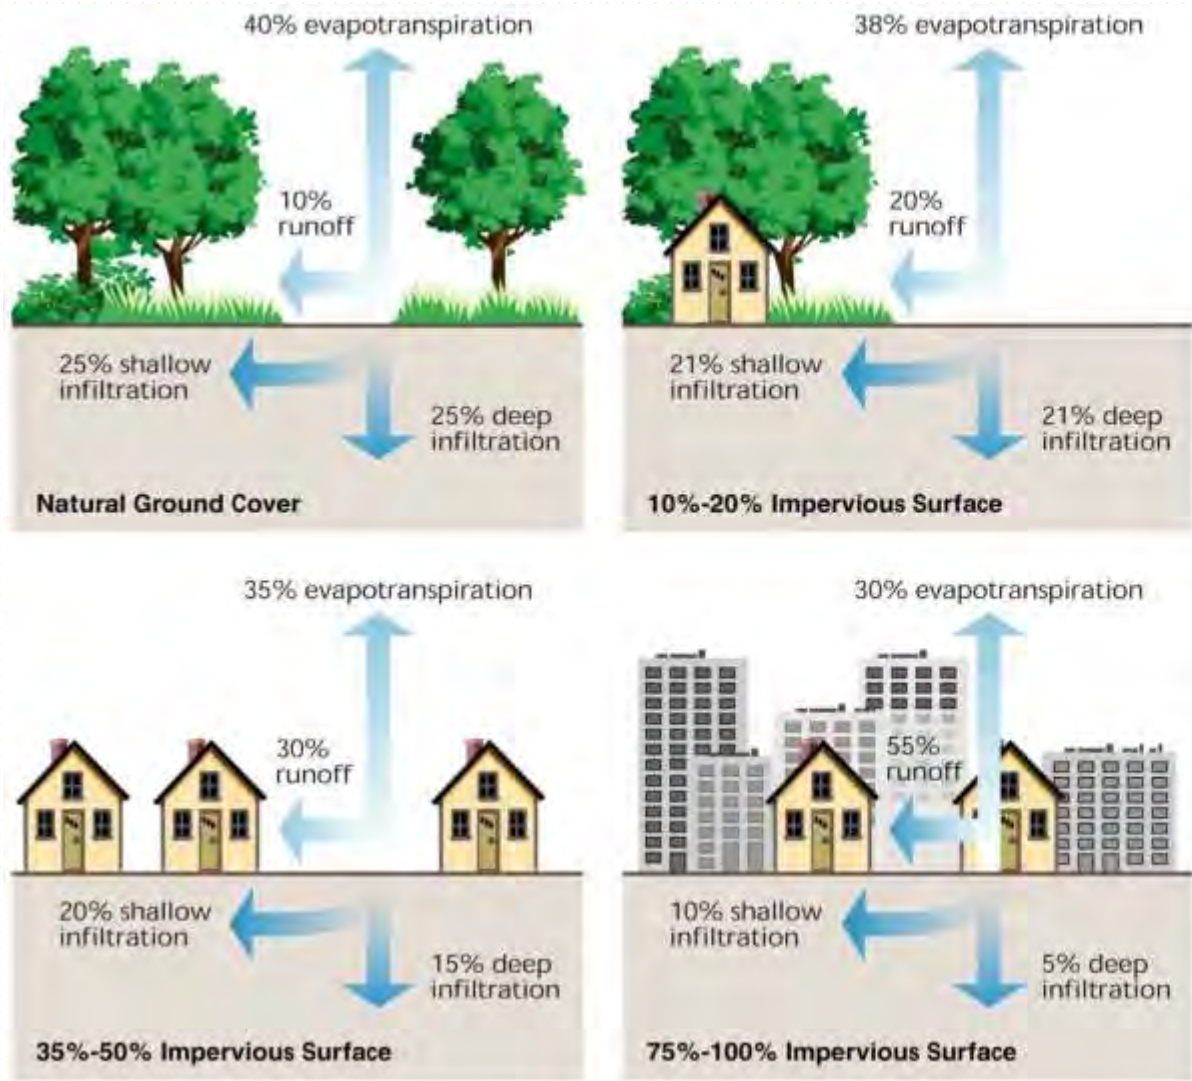 40% evapotranspiration
10%
runoff
25% shallow
infiltration
25% deep
infiltration
Natural Ground Cover
38% evapotranspiration
20%
runoff
21% shallow
infiltration
21% deep
infiltration
10%-20% Impervious Surface
35% evapotranspiration
30%
runoff
20% shallow
infiltration
15% deep
infiltration
35%-50% Impervious Surface
30% evapotranspiration
55%
runoff
10% shallow
infiltration
5% deep
infiltration
75%-100% Impervious Surface